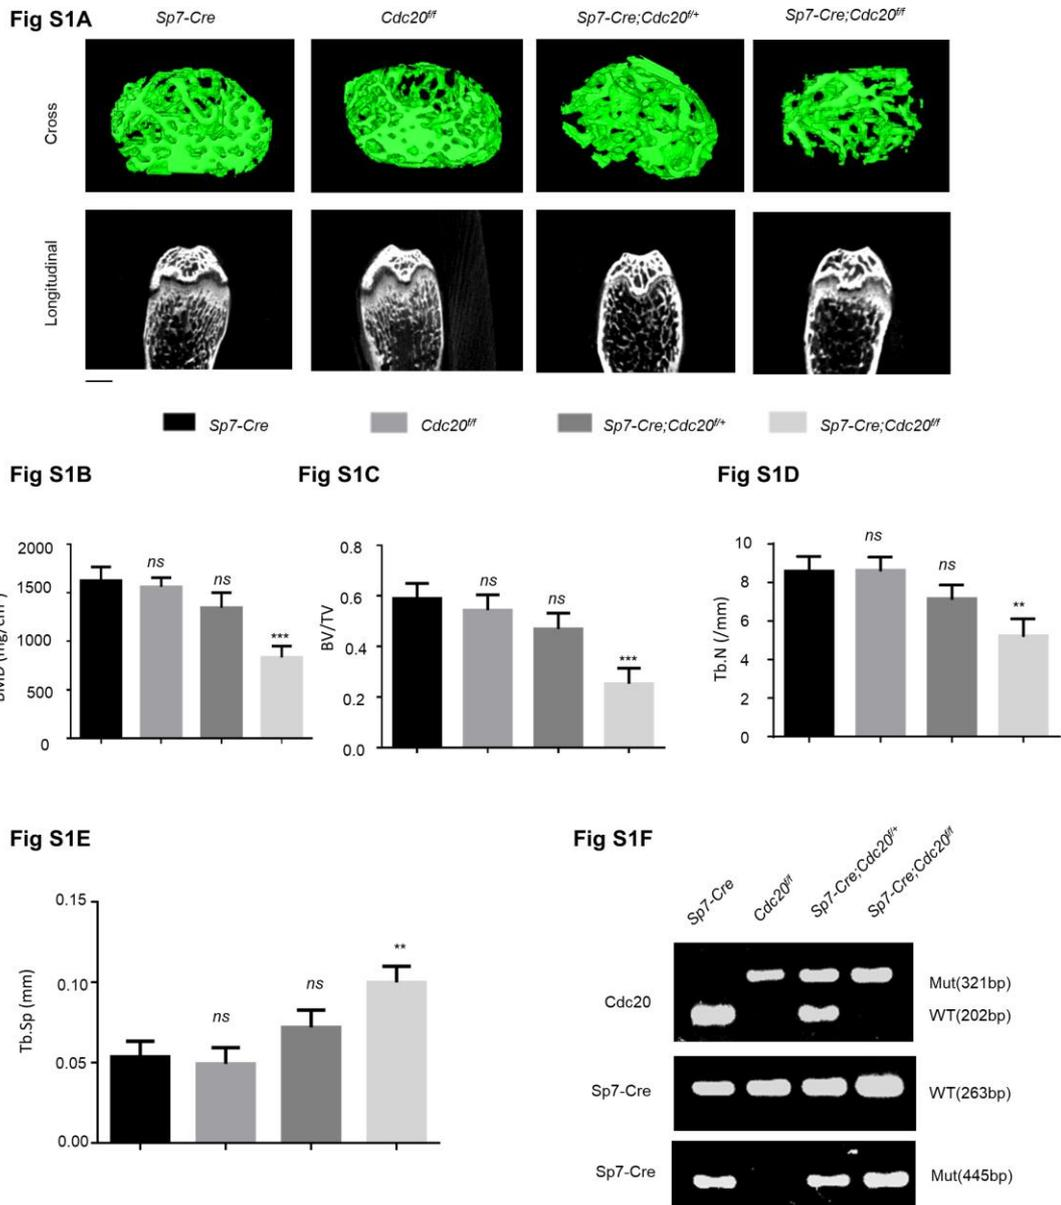 Fig S1A
Sp7-Cre Cdc20f/f Sp7-Cre;Cdc20f/+ Sp7-Cre;Cdc20f/f
Cross
Longitudinal
Sp7-Cre Cdc20f/f Sp7-Cre;Cdc20f/+ Sp7-Cre;Cdc20f/f
Fig S1B
BMD (mg/cm³)
2000
1500
1000
500
0
ns
ns
***
Fig S1C
BV/TV
0.8
0.6
0.4
0.2
0.0
ns
ns
***
Fig S1D
Tb.N (/mm)
10
8
6
4
2
0
ns
ns
**
Fig S1E
Tb.Sp (mm)
0.15
0.10
0.05
0.00
ns
ns
**
Fig S1F
Sp7-Cre Cdc20f/f Sp7-Cre;Cdc20f/+ Sp7-Cre;Cdc20f/f
Cdc20
Mut(321bp)
WT(202bp)
Sp7-Cre
WT(263bp)
Sp7-Cre
Mut(445bp)